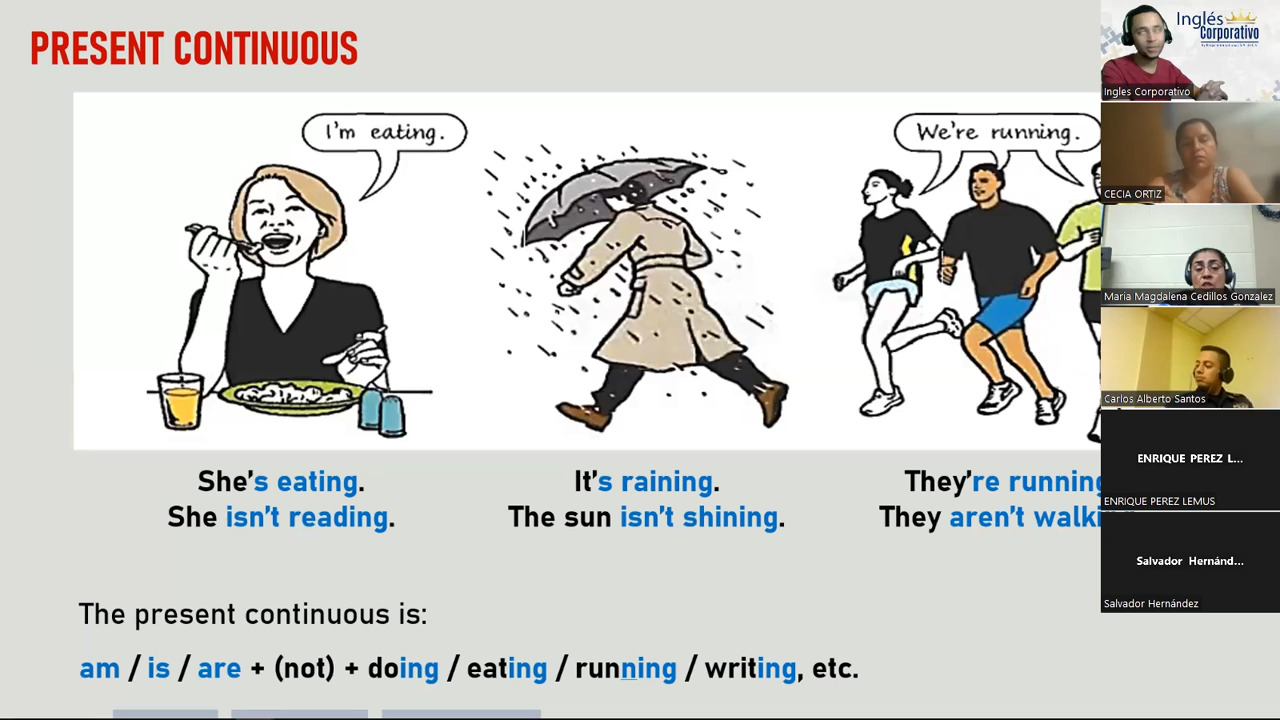 PRESENT CONTINUOUS
I'm eating.
We're running.
She's eating.
She isn't reading.
It's raining.
The sun isn't shining.
They're running
They aren't walki
The present continuous is:
am / is / are + (not) + doing / eating / running / writing, etc.
Inglés
Corporativo
Ingles Corporativo
CECIA ORTIZ
Maria Magdalena Cedillos Gonzalez
Carlos Alberto Santos
ENRIQUE PEREZ L...
ENRIQUE PEREZ LEMUS
Salvador Hernánd...
Salvador Hernández